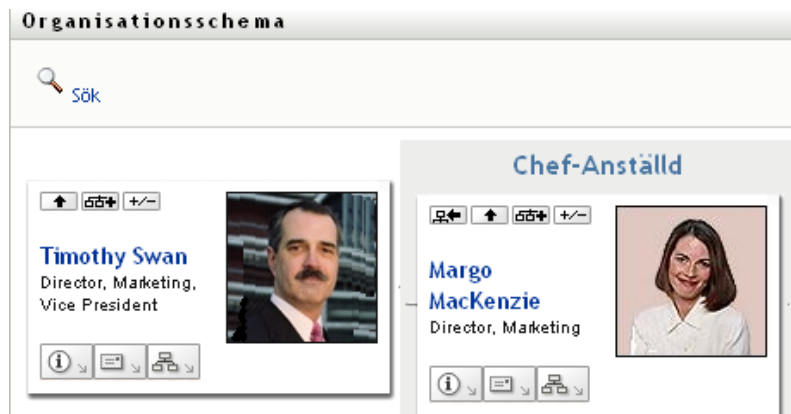 Organisationsschema
Sök
Chef-Anställd
+/-
Timothy Swan
Director, Marketing,
Vice President
+/-
Margo
MacKenzie
Director, Marketing